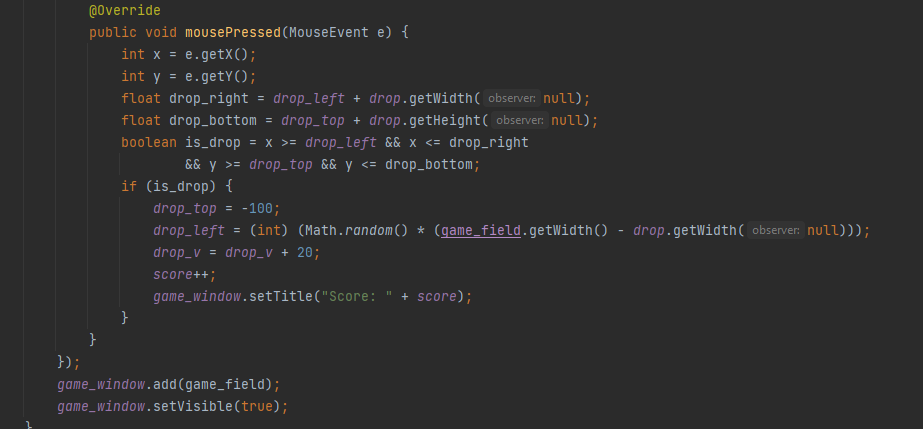 @Override
public void mousePressed(MouseEvent e) {
int x = e.getX();
int y = e.getY();
float drop_right = drop_left + drop.getWidth( observer: null);
float drop_bottom = drop_top + drop.getHeight( observer: null);
boolean is_drop = x >= drop_left && x <= drop_right
&& y >= drop_top && y <= drop_bottom;
if (is_drop) {
drop_top = -100;
drop_left = (int) (Math.random() * (game_field.getWidth() - drop.getWidth( observer: null)));
drop_v = drop_v + 20;
score++;
game_window.setTitle("Score: " + score);
}
}
});
game_window.add(game_field);
game_window.setVisible(true);
}